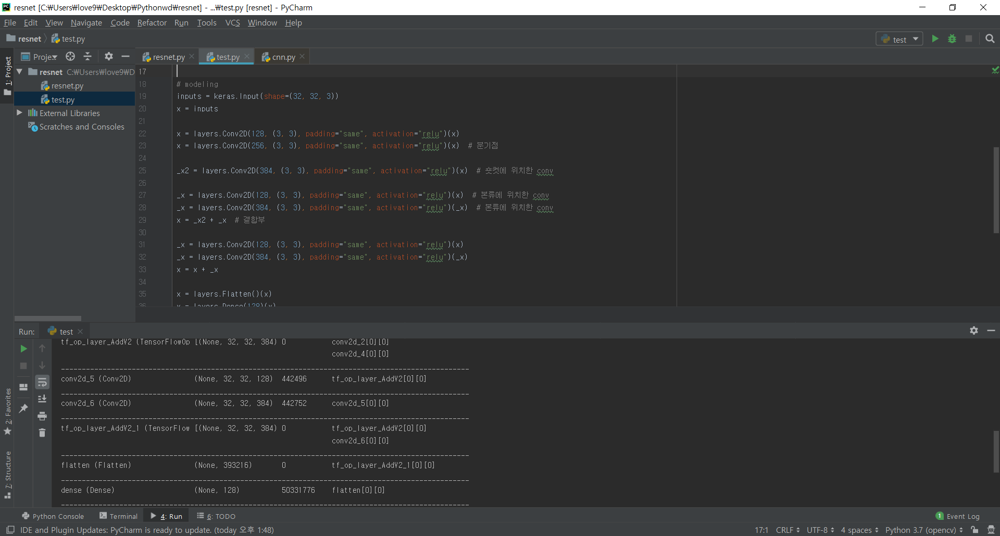 resnet [C:₩Users₩love9₩Desktop₩Pythonwd₩resnet] - ...₩test.py [resnet] - PyCharm
File Edit View Navigate Code Refactor Run Tools VCS Window Help
resnet test.py test
1: Project
Proje
resnet.py test.py cnn.py
resnet C:₩Users₩love9₩D
resnet.py
test.py
External Libraries
Scratches and Consoles
17
18 # modeling
19 inputs = keras.Input(shape=(32, 32, 3))
20 x = inputs
21
22 x = layers.Conv2D(128, (3, 3), padding="same", activation="relu")(x)
23 x = layers.Conv2D(256, (3, 3), padding="same", activation="relu")(x)  # 분기점
24
25 _x2 = layers.Conv2D(384, (3, 3), padding="same", activation="relu")(x)  # 숏컷에 위치한 conv
26
27 _x = layers.Conv2D(128, (3, 3), padding="same", activation="relu")(x)  # 본류에 위치한 conv
28 _x = layers.Conv2D(384, (3, 3), padding="same", activation="relu")(_x)  # 본류에 위치한 conv
29 x = _x2 + _x  # 결합부
30
31 _x = layers.Conv2D(128, (3, 3), padding="same", activation="relu")(x)
32 _x = layers.Conv2D(384, (3, 3), padding="same", activation="relu")(_x)
33 x = x + _x
34
35 x = layers.Flatten()(x)
36 x = layers.Dense(128)(x)
Run: test
tf_op_layer_AddV2 (TensorFlowOp [(None, 32, 32, 384) 0 conv2d_2[0][0]
conv2d_4[0][0]
conv2d_5 (Conv2D) (None, 32, 32, 128) 442496 tf_op_layer_AddV2[0][0]
conv2d_6 (Conv2D) (None, 32, 32, 384) 442752 conv2d_5[0][0]
tf_op_layer_AddV2_1 (TensorFlow [(None, 32, 32, 384) 0 tf_op_layer_AddV2[0][0]
conv2d_6[0][0]
flatten (Flatten) (None, 393216) 0 tf_op_layer_AddV2_1[0][0]
dense (Dense) (None, 128) 50331776 flatten[0][0]
2: Favorites
7: Structure
Python Console Terminal 4: Run 6: TODO 1 Event Log
IDE and Plugin Updates: PyCharm is ready to update. (today 오후 1:48) 17:1 CRLF UTF-8 4 spaces Python 3.7 (opencv)